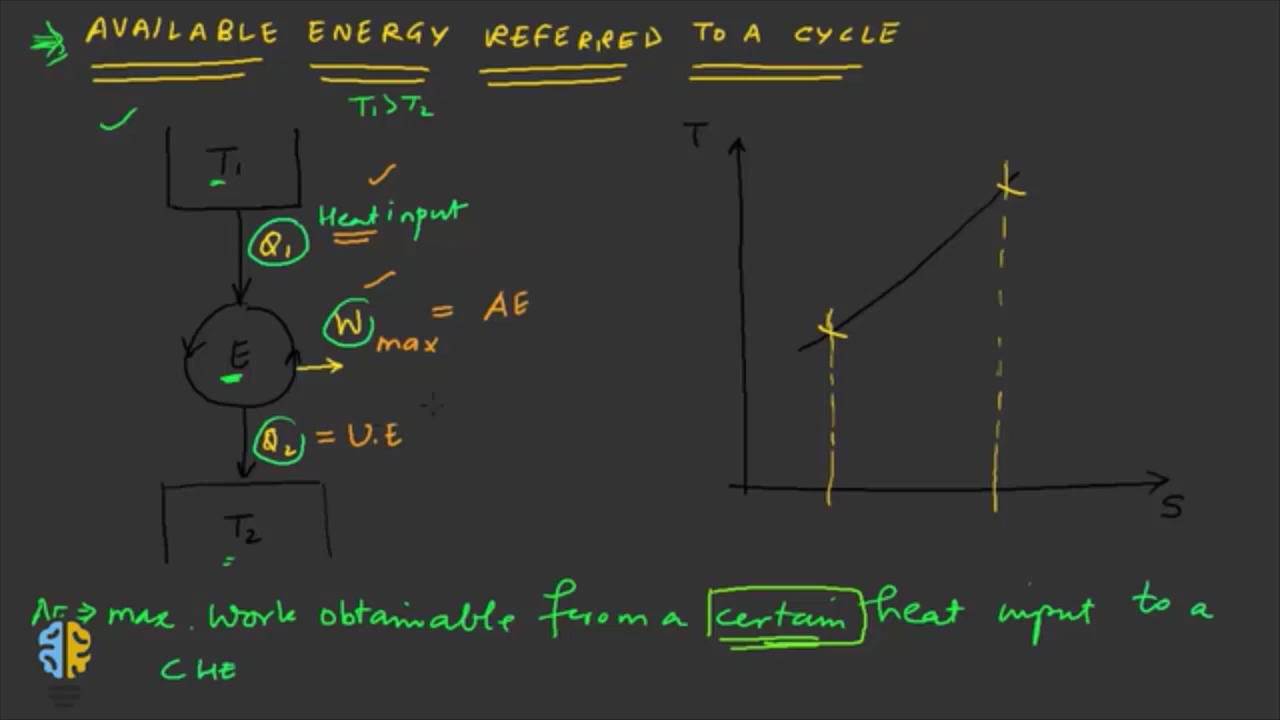 AVAILABLE ENERGY REFERRED TO A CYCLE
T₁ > T₂
T₁
Heat input
Q₁
W max = AE
E
Q₂ = U.E
T₂
T
S
AE → max. work obtainable from a certain heat input to a
CHE